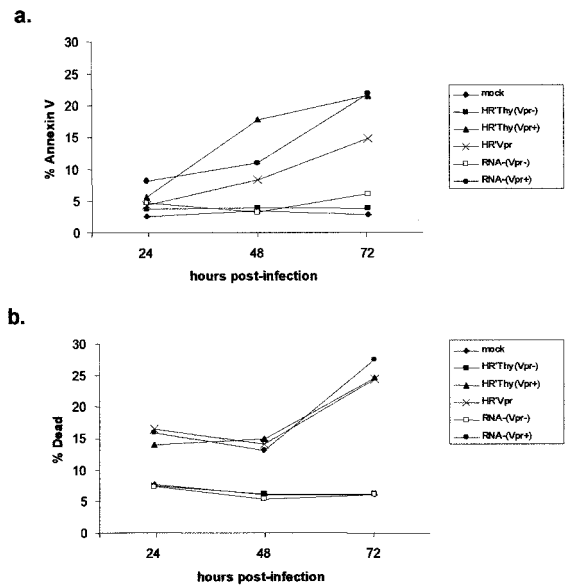 a.
30
25
20
15
10
5
0
% Annexin V
24 48 72
hours post-infection
mock
HR'Thy(Vpr-)
HR'Thy(Vpr+)
HR'Vpr
RNA-(Vpr-)
RNA-(Vpr+)
b.
30
25
20
15
10
5
0
% Dead
24 48 72
hours post-infection
mock
HR'Thy(Vpr-)
HR'Thy(Vpr+)
HR'Vpr
RNA-(Vpr-)
RNA-(Vpr+)